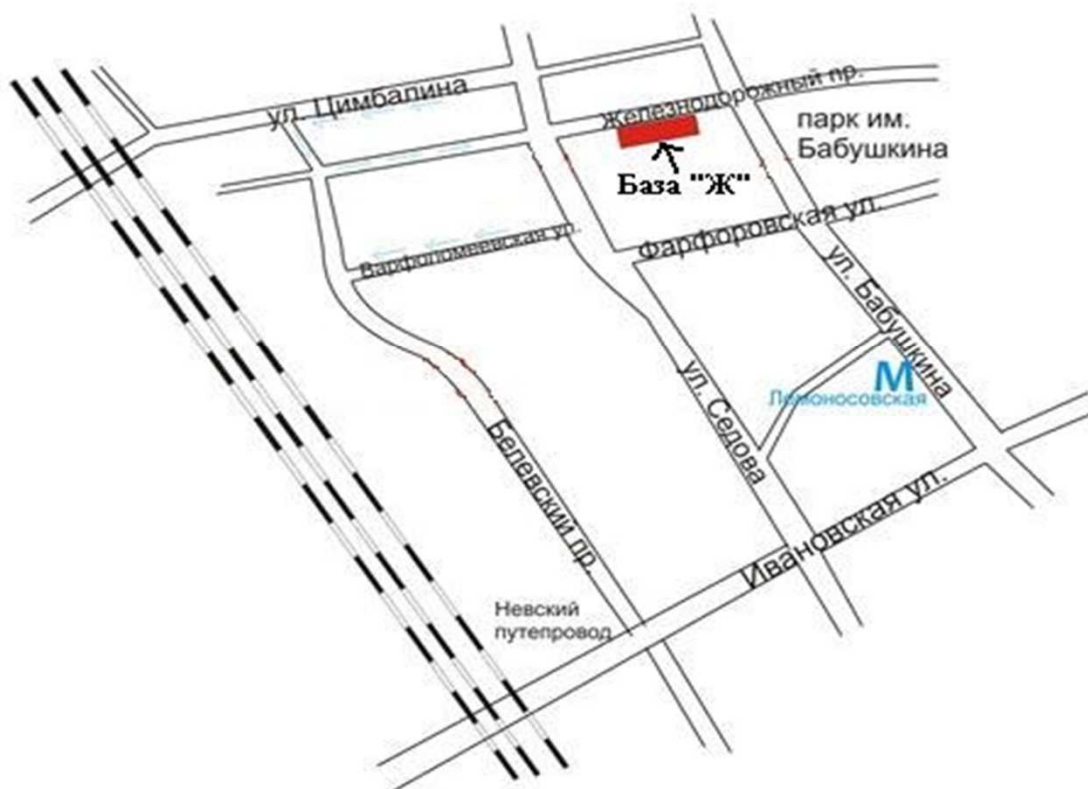 ул. Цимбалина
Железнодорожный пр.
парк им.
Бабушкина
База "Ж"
Фарфоровская ул.
Варфоломеевская ул.
ул. Бабушкина
М
Ломоносовская
ул. Седова
Белевский пр.
Ивановская ул.
Невский
путепровод